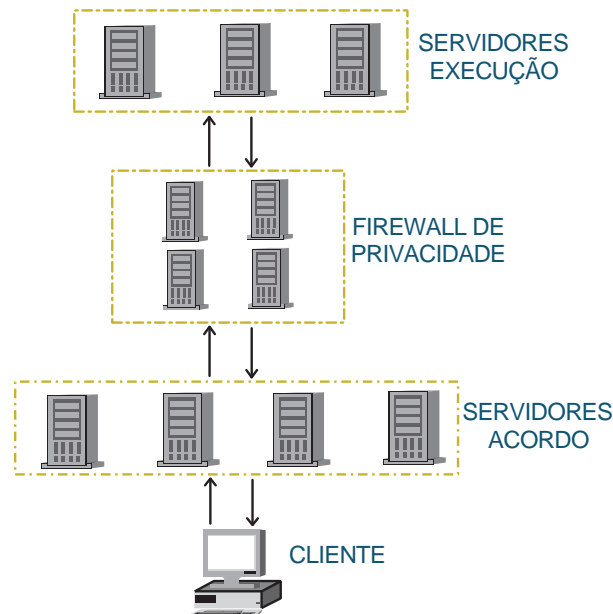 SERVIDORES
EXECUÇÃO
FIREWALL DE
PRIVACIDADE
SERVIDORES
ACORDO
CLIENTE